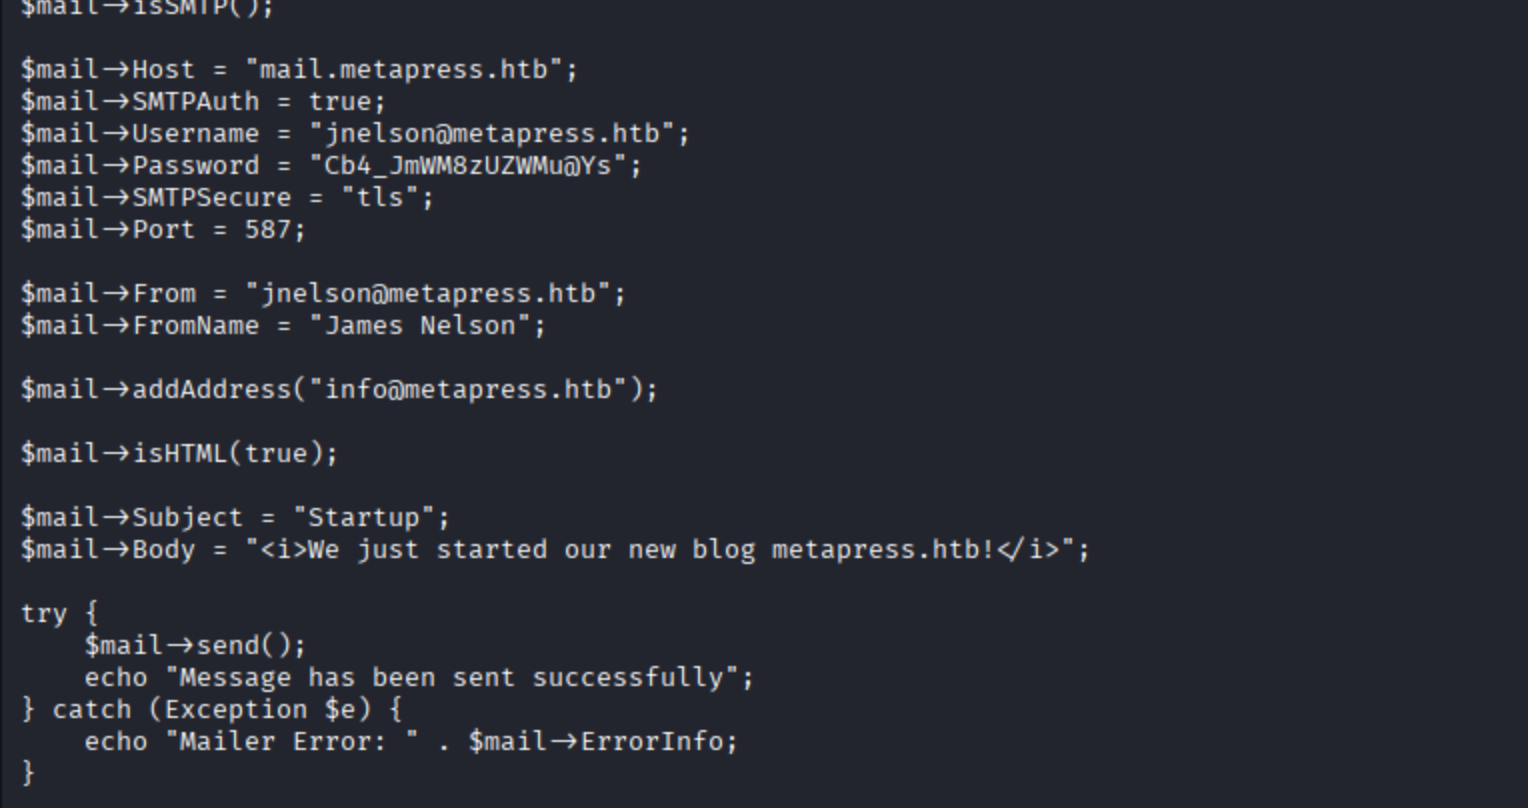 $mail->isSMTP();
$mail->Host = "mail.metapress.htb";
$mail->SMTPAuth = true;
$mail->Username = "jnelson@metapress.htb";
$mail->Password = "Cb4_JmWM8zUZWMu@Ys";
$mail->SMTPSecure = "tls";
$mail->Port = 587;
$mail->From = "jnelson@metapress.htb";
$mail->FromName = "James Nelson";
$mail->addAddress("info@metapress.htb");
$mail->isHTML(true);
$mail->Subject = "Startup";
$mail->Body = "<i>We just started our new blog metapress.htb!</i>";
try {
    $mail->send();
    echo "Message has been sent successfully";
} catch (Exception $e) {
    echo "Mailer Error: " . $mail->ErrorInfo;
}